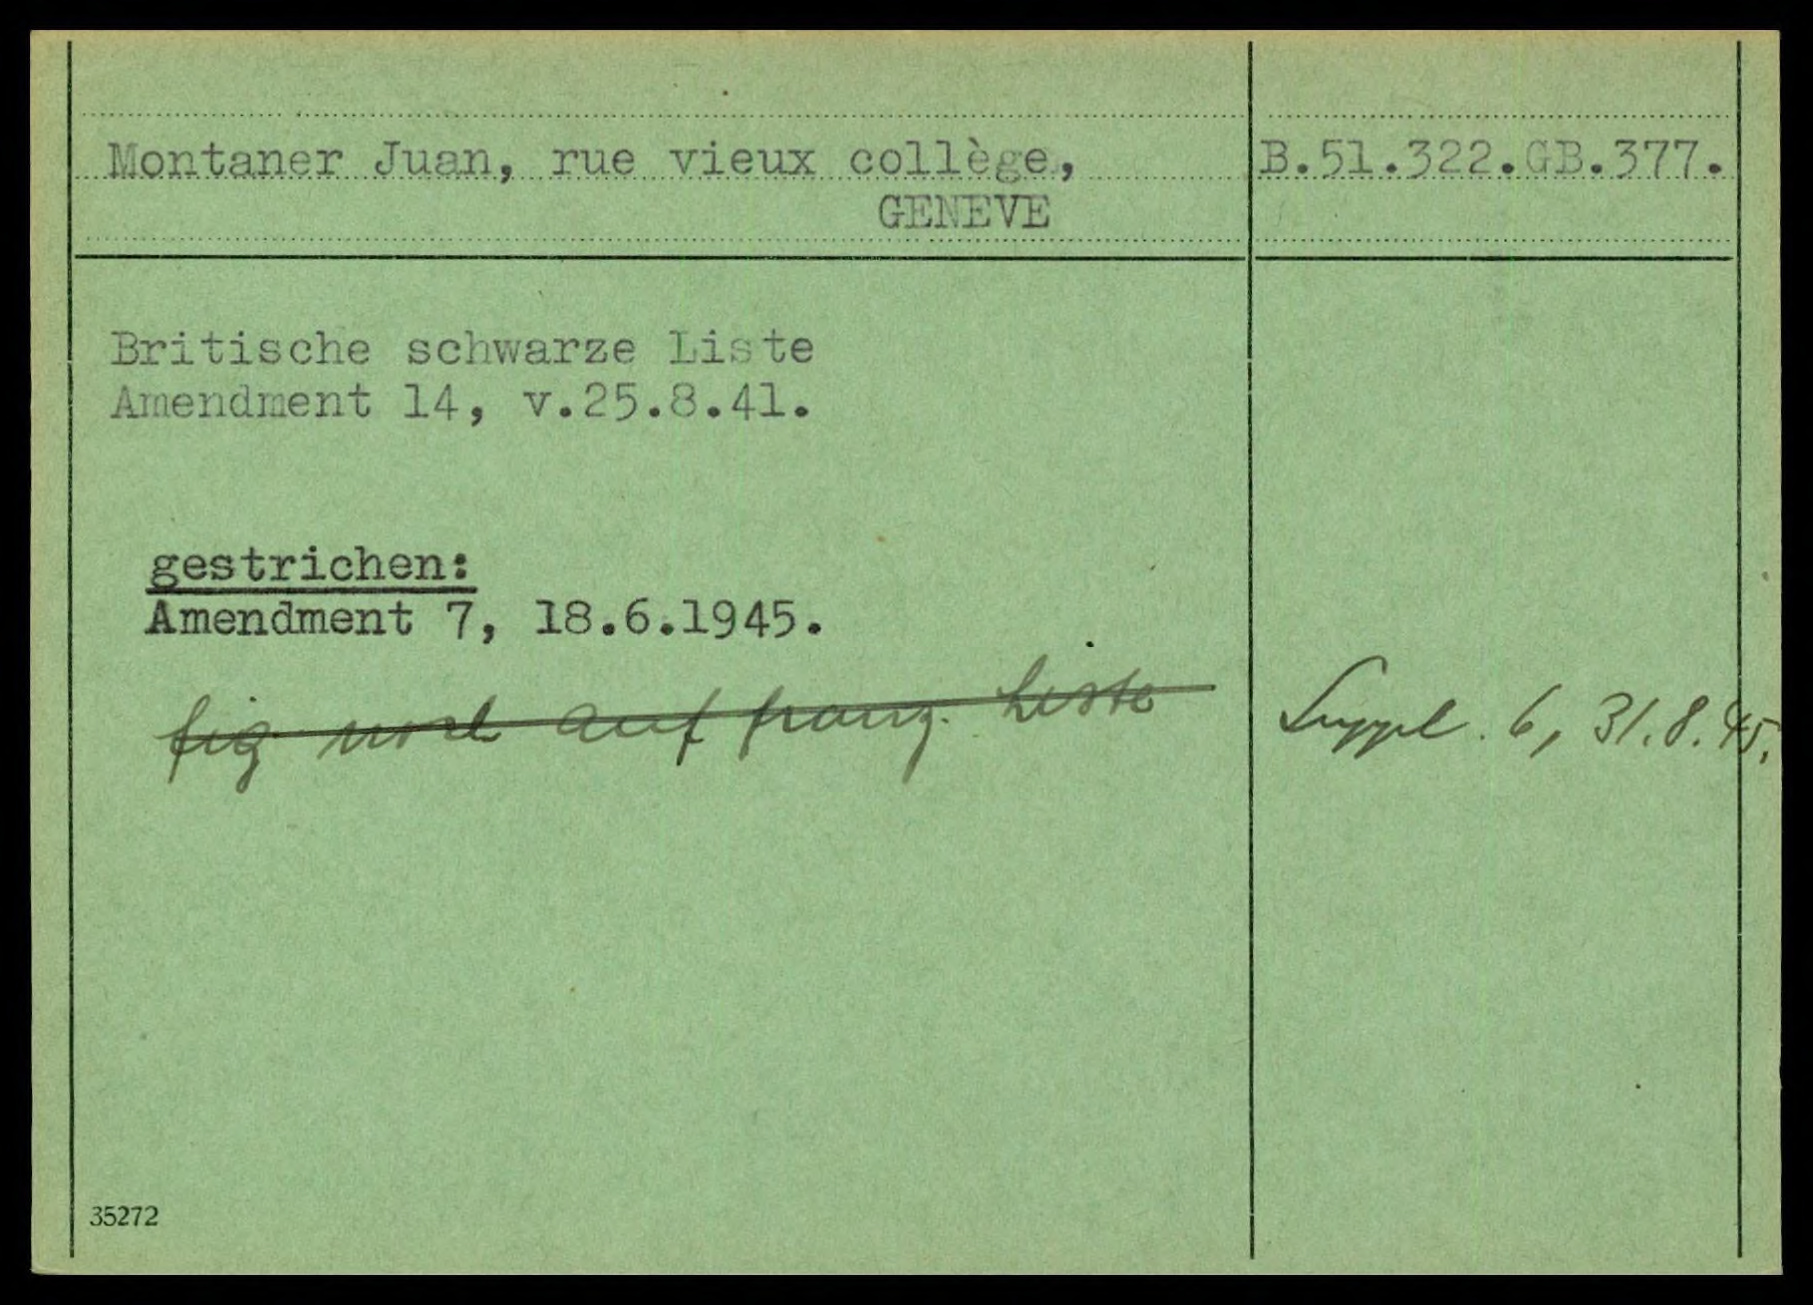 Montaner Juan, rue vieux collège, B.51.322.GB.377.
GENEVE
Britische schwarze Liste
Amendment 14, v.25.8.41.
gestrichen:
Amendment 7, 18.6.1945.
fig. noch auf franz. Liste Suppl. 6, 31.8.45.
35272